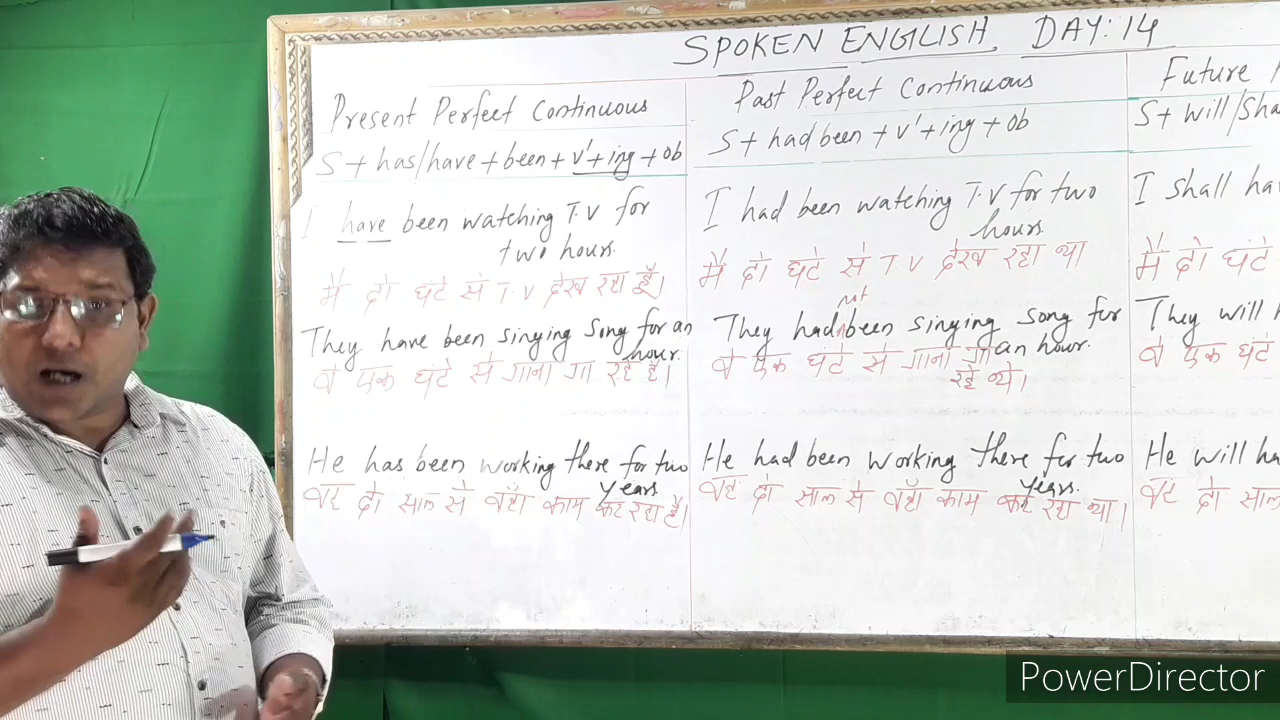 SPOKEN ENGLISH DAY: 14
Present Perfect Continuous
S + has/have + been + v' + ing + ob
I have been watching T.V for
two hours.
मैं दो घंटे से T.V देख रहा हूँ।
They have been singing song for an
hour.
वे एक घंटे से गाना गा रहे हैं।
He has been working there for two
years.
वह दो साल से वहाँ काम कर रहा है।
Past Perfect Continuous
S + had been + v' + ing + ob
I had been watching T.V for two
hours.
मैं दो घंटे से T.V देख रहा था
not
They had been singing song for
an hour.
वे एक घंटे से गाना गा
रहे थे।
He had been working there for two
years.
वह दो साल से वहाँ काम कर रहा था।
Future
S + will/Sha
I shall ha
मैं दो घंटे
They will h
वे एक घंटे
He will ha
वह दो साल
PowerDirector